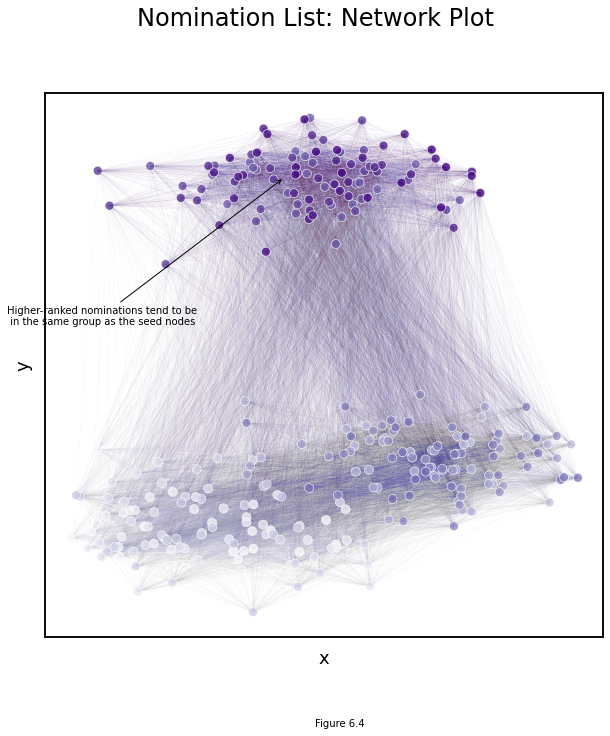 Nomination List: Network Plot
Higher-ranked nominations tend to be
in the same group as the seed nodes
y
x
Figure 6.4